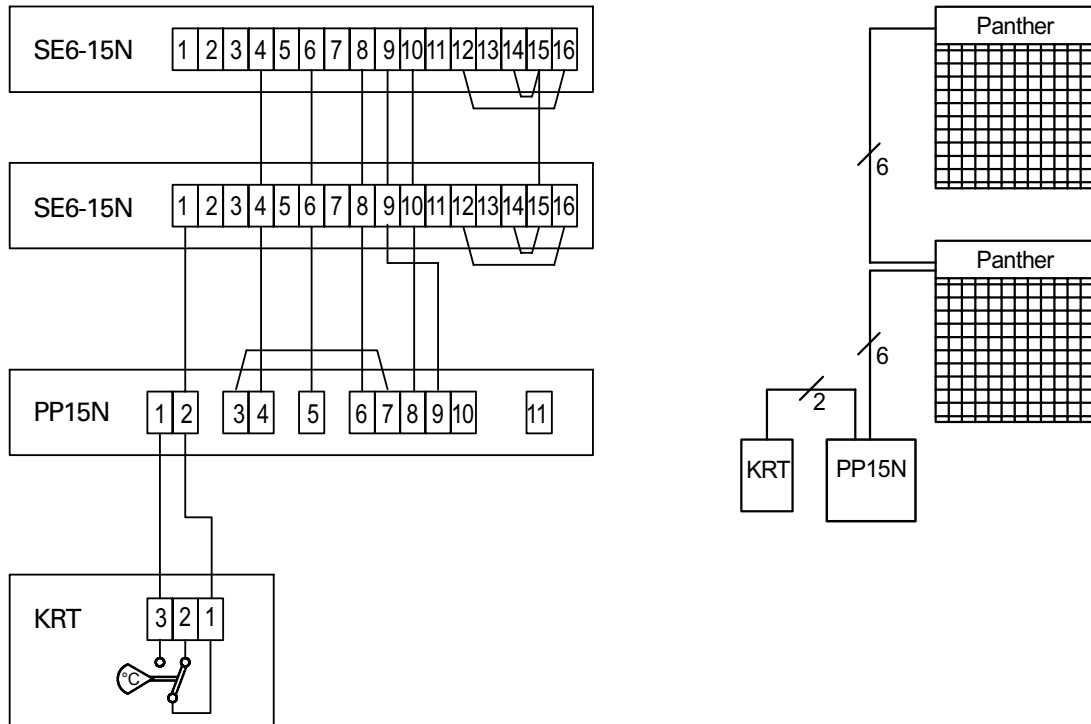 SE6-15N 1 2 3 4 5 6 7 8 9 10 11 12 13 14 15 16
SE6-15N 1 2 3 4 5 6 7 8 9 10 11 12 13 14 15 16
PP15N 1 2 3 4 5 6 7 8 9 10 11
KRT 3 2 1
°C
Panther
6
Panther
6
2
KRT
PP15N